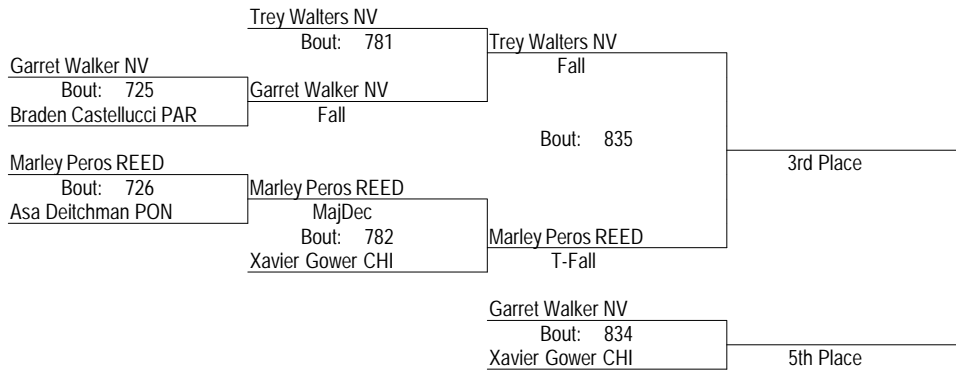 Trey Walters NV
Bout: 781
Trey Walters NV
Garret Walker NV
Fall
Bout: 725
Garret Walker NV
Braden Castellucci PAR
Fall
Bout: 835
Marley Peros REED
3rd Place
Bout: 726
Marley Peros REED
Asa Deitchman PON
MajDec
Bout: 782
Marley Peros REED
Xavier Gower CHI
T-Fall
Garret Walker NV
Bout: 834
Xavier Gower CHI
5th Place